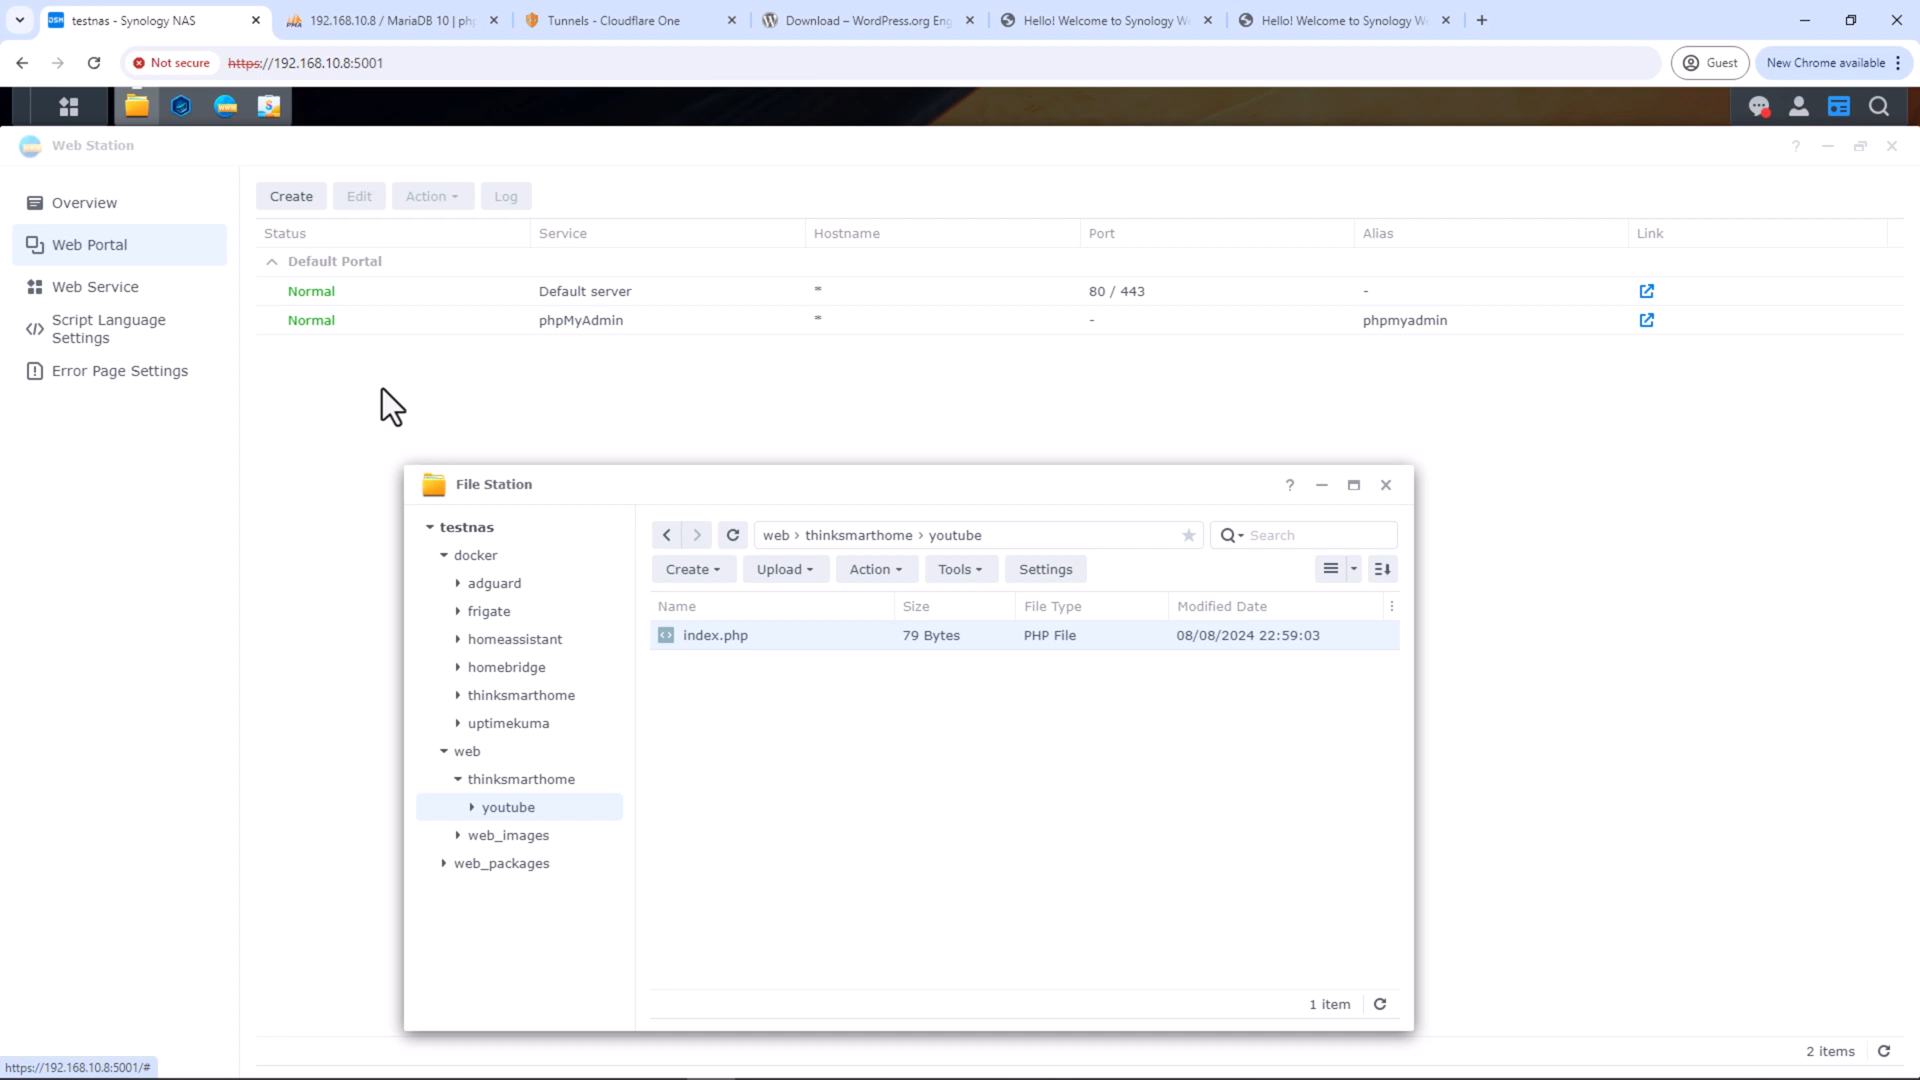 DSM testnas - Synology NAS
PMA 192.168.10.8 / MariaDB 10 | php
Tunnels - Cloudflare One
Download – WordPress.org Eng
Hello! Welcome to Synology We
Hello! Welcome to Synology We
Not secure
https://192.168.10.8:5001
Guest
New Chrome available
Web Station
?
Overview
Web Portal
Web Service
Script Language
Settings
Error Page Settings
Create
Edit
Action
Log
Status
Service
Hostname
Port
Alias
Link
Default Portal
Normal
Default server
*
80 / 443
-
Normal
phpMyAdmin
*
-
phpmyadmin
File Station
?
testnas
docker
adguard
frigate
homeassistant
homebridge
thinksmarthome
uptimekuma
web
thinksmarthome
youtube
web_images
web_packages
web › thinksmarthome › youtube
Search
Create
Upload
Action
Tools
Settings
Name
Size
File Type
Modified Date
index.php
79 Bytes
PHP File
08/08/2024 22:59:03
1 item
2 items
https://192.168.10.8:5001/#